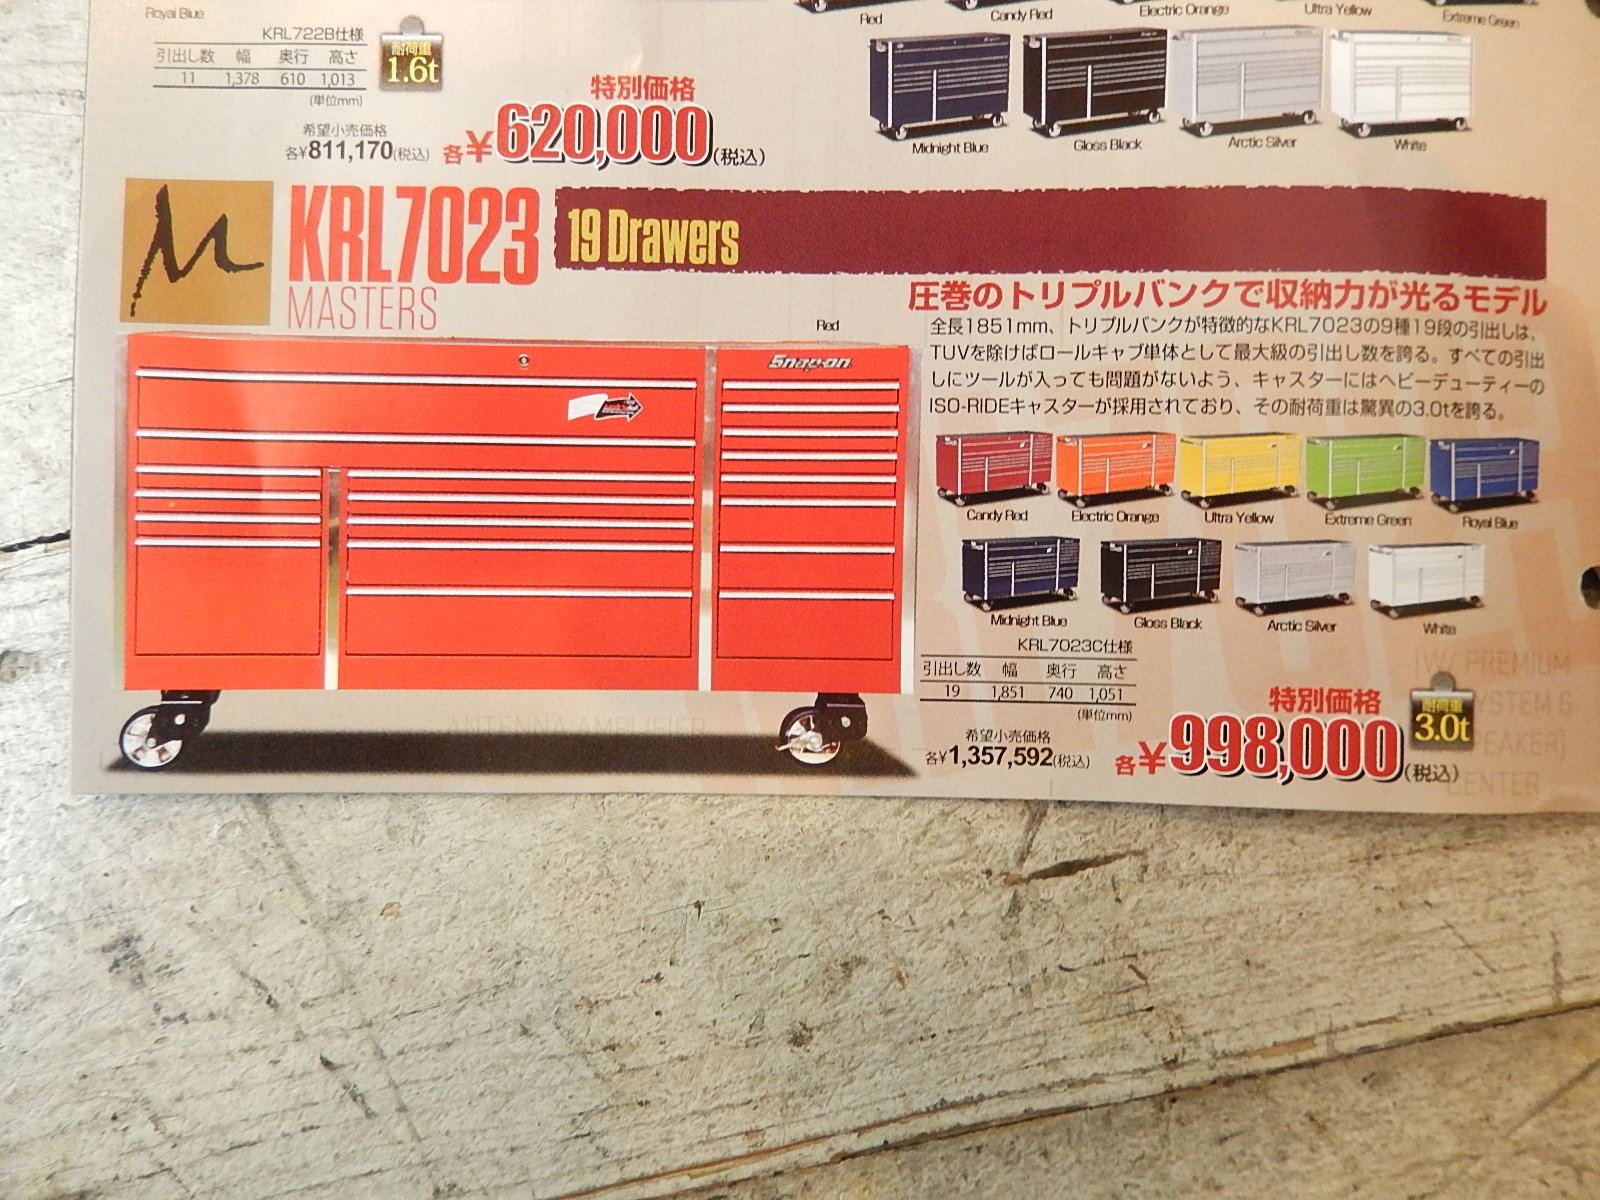 Royal Blue
KRL722B仕様
引出し数 幅 奥行 高さ
11 1,378 610 1,013
(単位mm)
耐荷重
1.6t
希望小売価格
各¥811,170(税込)
特別価格
各¥620,000(税込)
Red Candy Red Electric Orange Ultra Yellow Extreme Green
Midnight Blue Gloss Black Arctic Silver White
KRL7023
MASTERS
19 Drawers
圧巻のトリプルバンクで収納力が光るモデル
全長1851mm、トリプルバンクが特徴的なKRL7023の9種19段の引出しは、
TUVを除けばロールキャブ単体として最大級の引出し数を誇る。すべての引出
しにツールが入っても問題がないよう、キャスターにはヘビーデューティーの
ISO-RIDEキャスターが採用されており、その耐荷重は驚異の3.0tを誇る。
Red
Snap-on
Candy Red Electric Orange Ultra Yellow Extreme Green Royal Blue
Midnight Blue Gloss Black Arctic Silver White
KRL7023C仕様
引出し数 幅 奥行 高さ
19 1,851 740 1,051
(単位mm)
希望小売価格
各¥1,357,592(税込)
特別価格
各¥998,000(税込)
耐荷重
3.0t
ANTENNA AMPLIFIER
[W/ PREMIUM
YSTEM &
EAKER]
CENTER